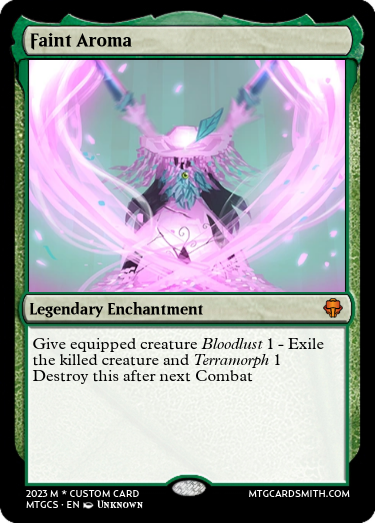 Faint Aroma
Legendary Enchantment
Give equipped creature Bloodlust 1 - Exile
the killed creature and Terramorph 1
Destroy this after next Combat
2023 M * CUSTOM CARD
MTGCS • EN Unknown
MTGCARDSMITH.COM